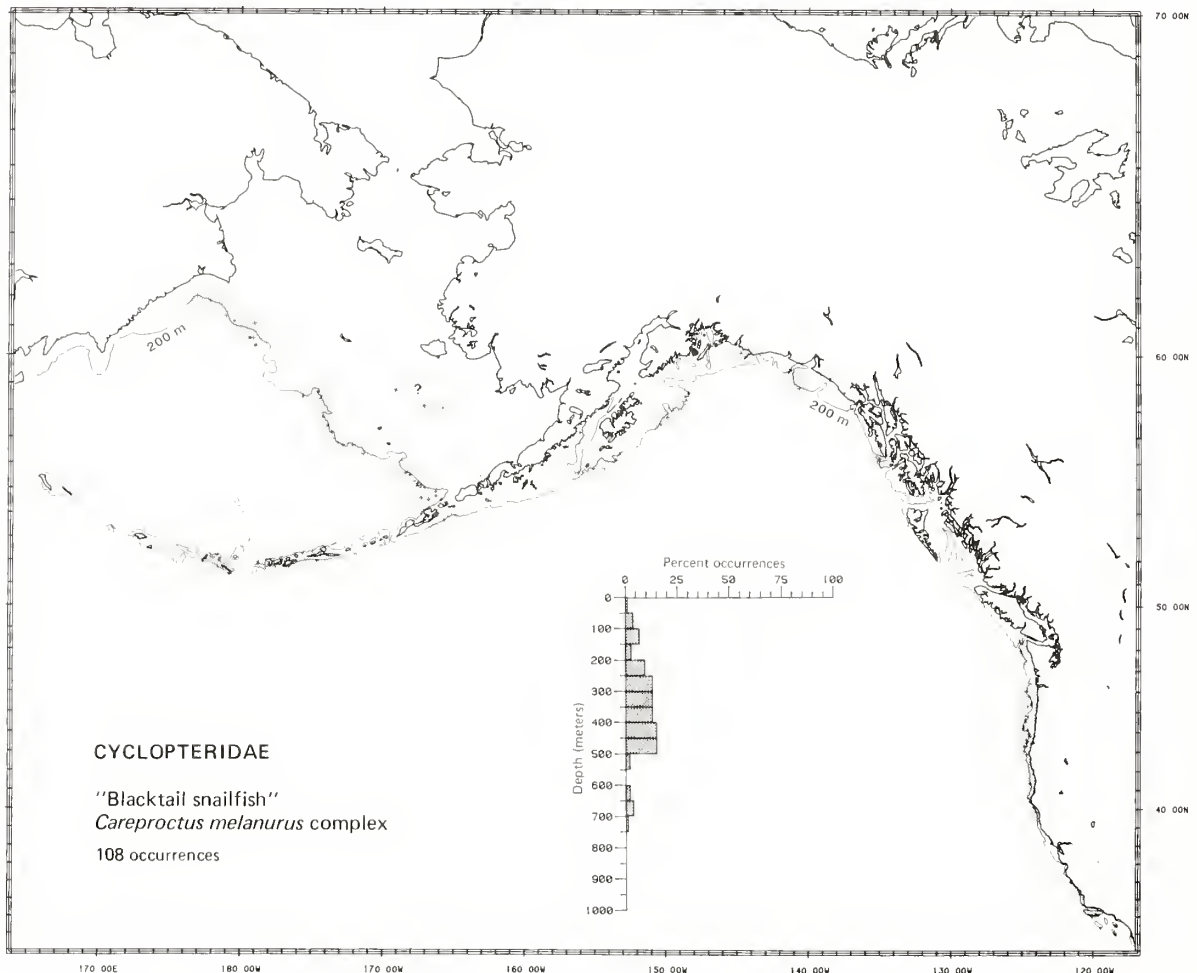 70 00N
200 m
60 00N
?
200 m
Percent occurrences
0 25 50 75 100
0
100
200
300
400
500
600
700
800
900
1000
Depth (meters)
50 00N
40 00N
CYCLOPTERIDAE
"Blacktail snailfish"
Careproctus melanurus complex
108 occurrences
170 00E 180 00W 170 00W 160 00W 150 00W 140 00W 130 00W 120 00W